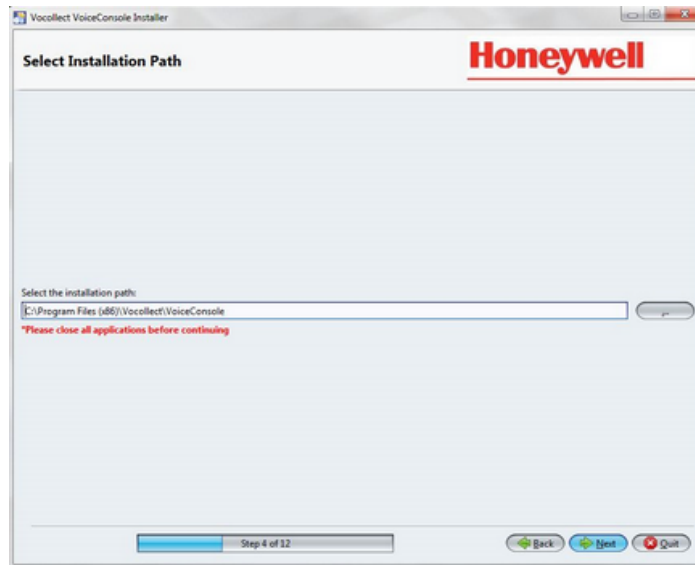 Vocollect VoiceConsole Installer
Select Installation Path
Honeywell
Select the installation path:
C:\Program Files (x86)\Vocollect\VoiceConsole
...
*Please close all applications before continuing
Step 4 of 12
Back
Next
Quit